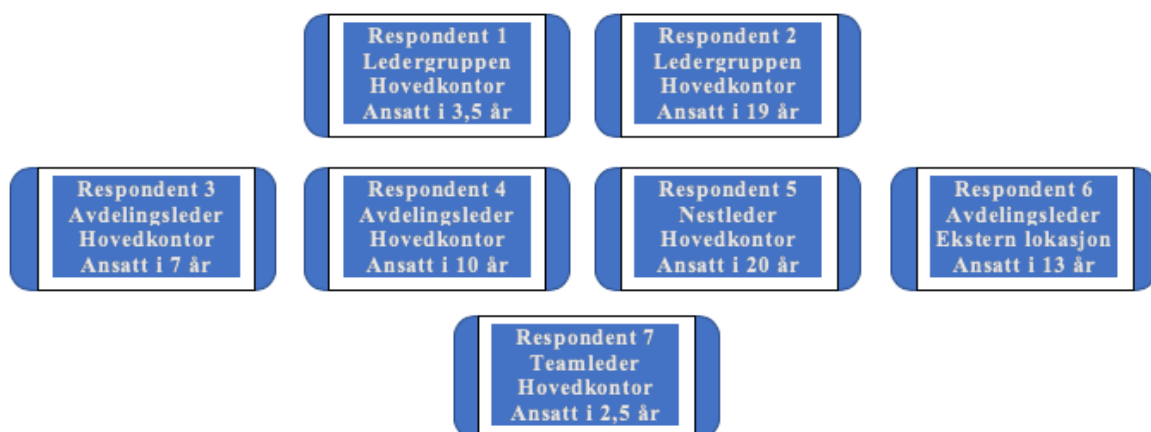 Respondent 1
Ledergruppen
Hovedkontor
Ansatt i 3,5 år
Respondent 2
Ledergruppen
Hovedkontor
Ansatt i 19 år
Respondent 3
Avdelingsleder
Hovedkontor
Ansatt i 7 år
Respondent 4
Avdelingsleder
Hovedkontor
Ansatt i 10 år
Respondent 5
Nestleder
Hovedkontor
Ansatt i 20 år
Respondent 6
Avdelingsleder
Ekstern lokasjon
Ansatt i 13 år
Respondent 7
Teamleder
Hovedkontor
Ansatt i 2,5 år